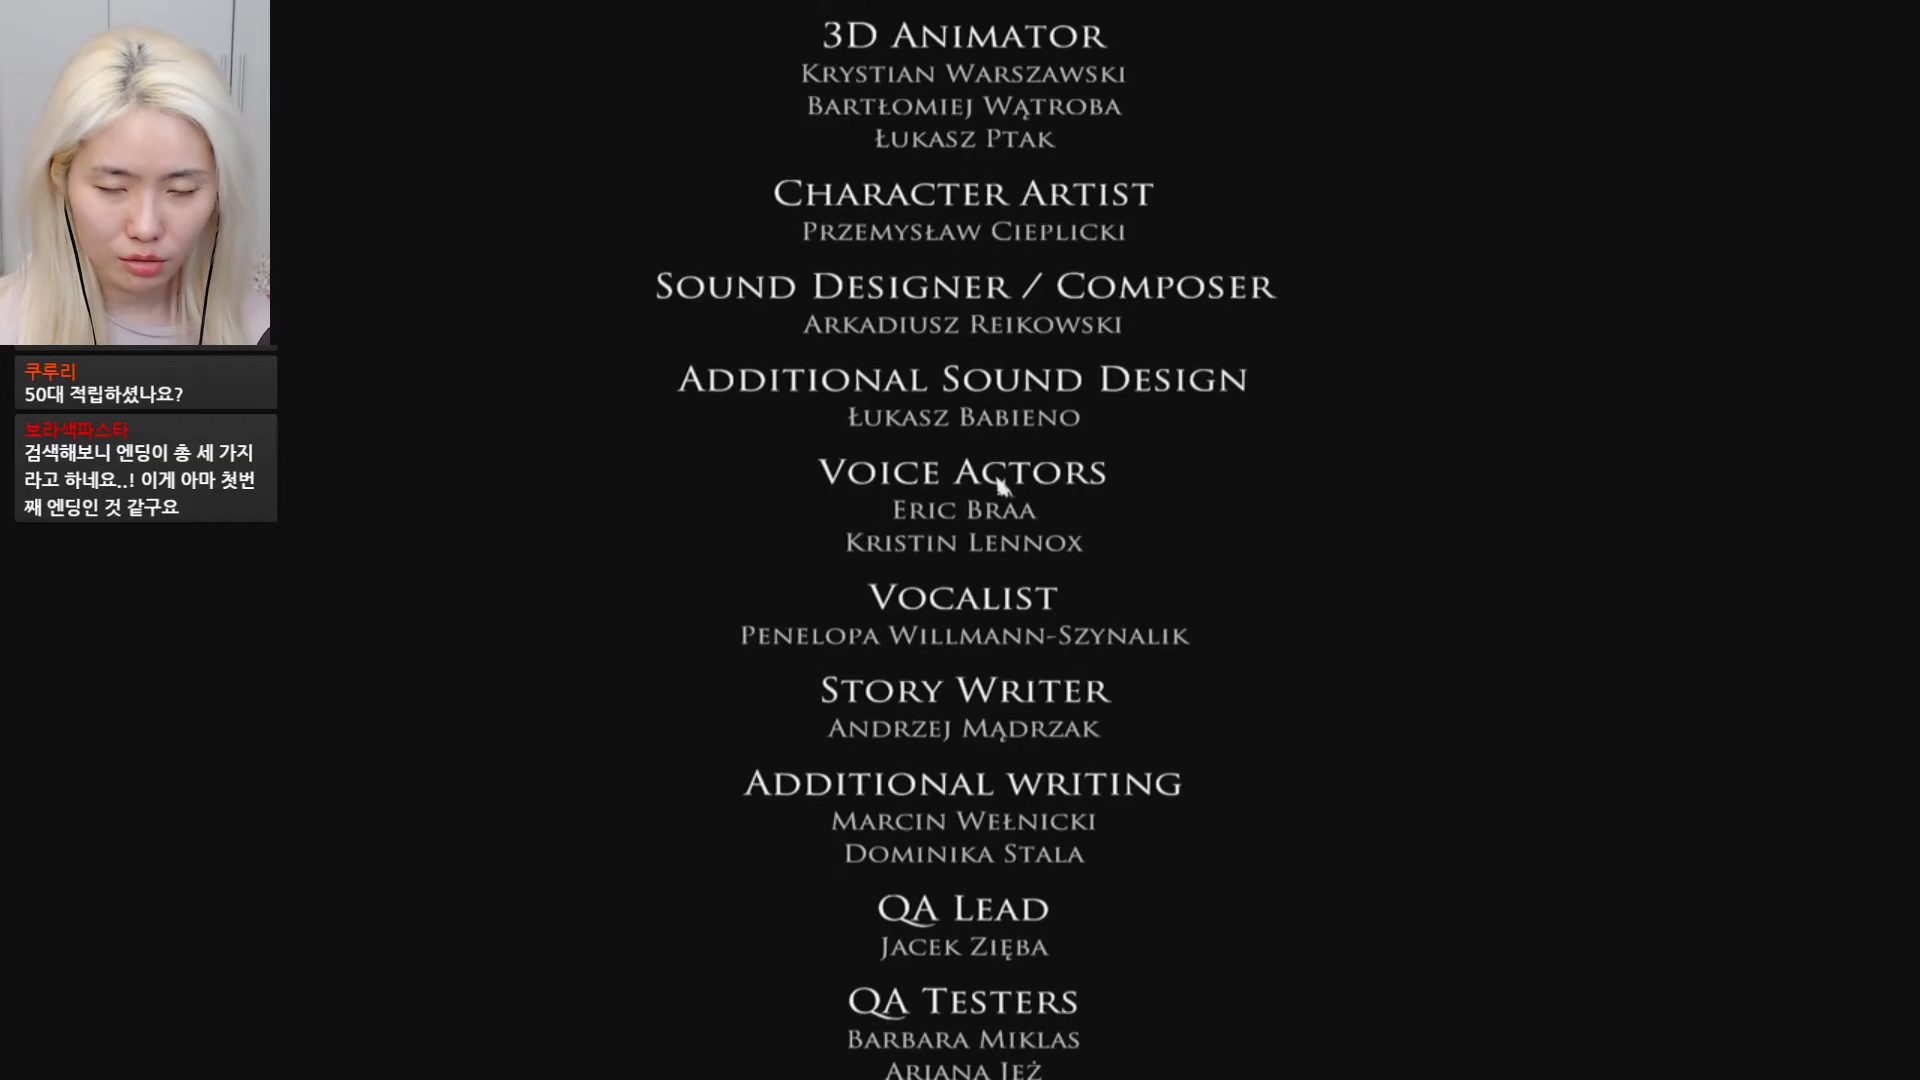 3D Animator
Krystian Warszawski
Bartłomiej Wątroba
Łukasz Ptak
Character Artist
Przemysław Cieplicki
Sound Designer / Composer
Arkadiusz Reikowski
Additional Sound Design
Łukasz Babieno
Voice Actors
Eric Braa
Kristin Lennox
Vocalist
Penelopa Willmann-Szynalik
Story Writer
Andrzej Mądrzak
Additional writing
Marcin Wełnicki
Dominika Stala
QA Lead
Jacek Zięba
QA Testers
Barbara Miklas
Ariana Jeż
쿠루리
50대 적립하셨나요?
보라색파스타
검색해보니 엔딩이 총 세 가지
라고 하네요..! 이게 아마 첫번
째 엔딩인 것 같구요